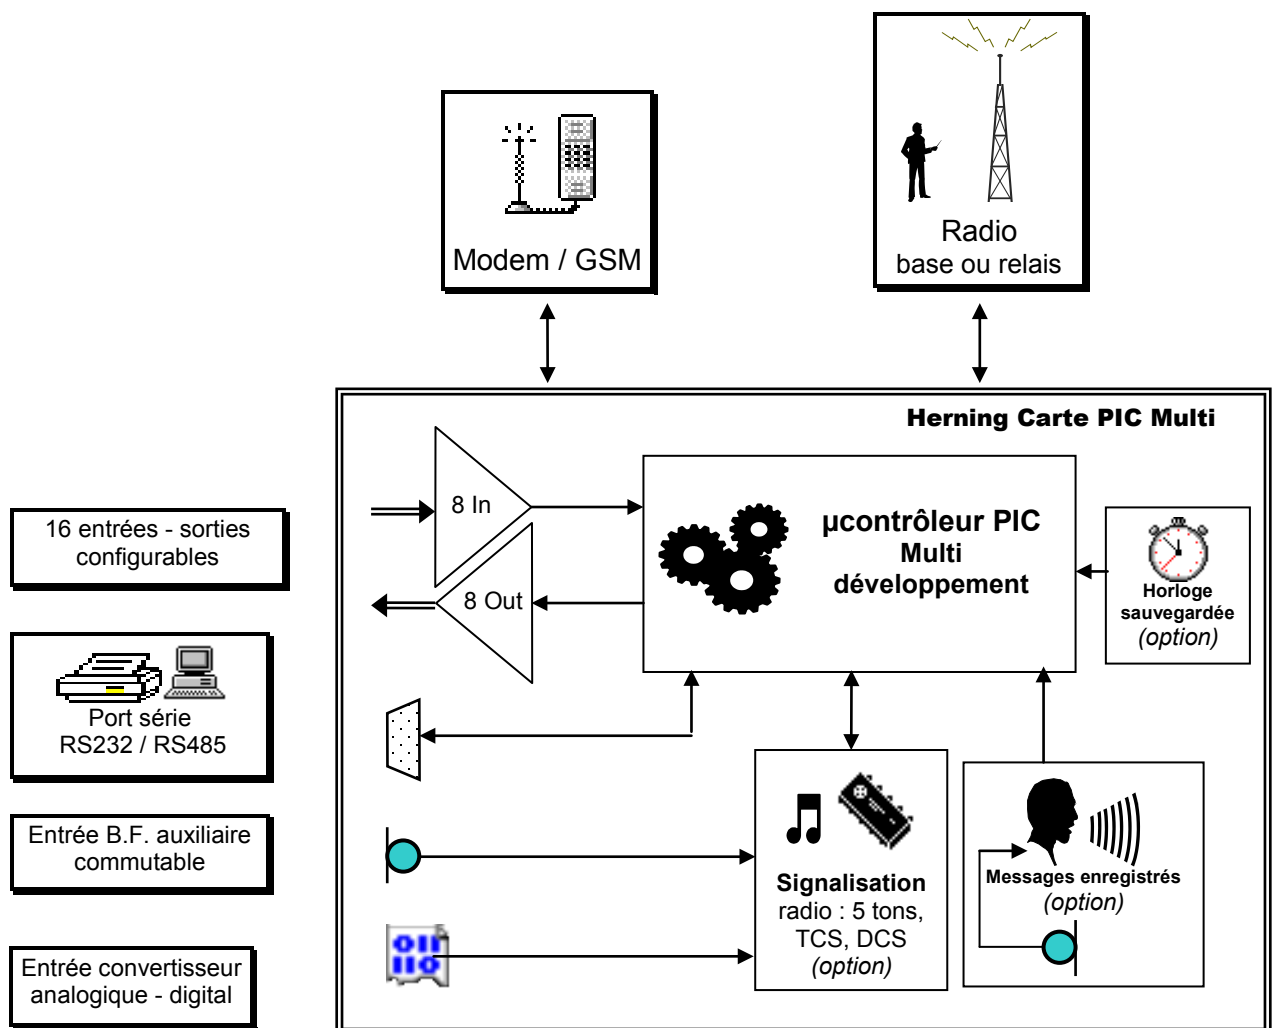 Modem / GSM
Radio
base ou relais
Herning Carte PIC Multi
8 In
8 Out
µcontrôleur PIC
Multi
développement
Horloge
sauvegardée
(option)
16 entrées - sorties
configurables
Port série
RS232 / RS485
Entrée B.F. auxiliaire
commutable
Entrée convertisseur
analogique - digital
Signalisation
radio : 5 tons,
TCS, DCS
(option)
Messages enregistrés
(option)